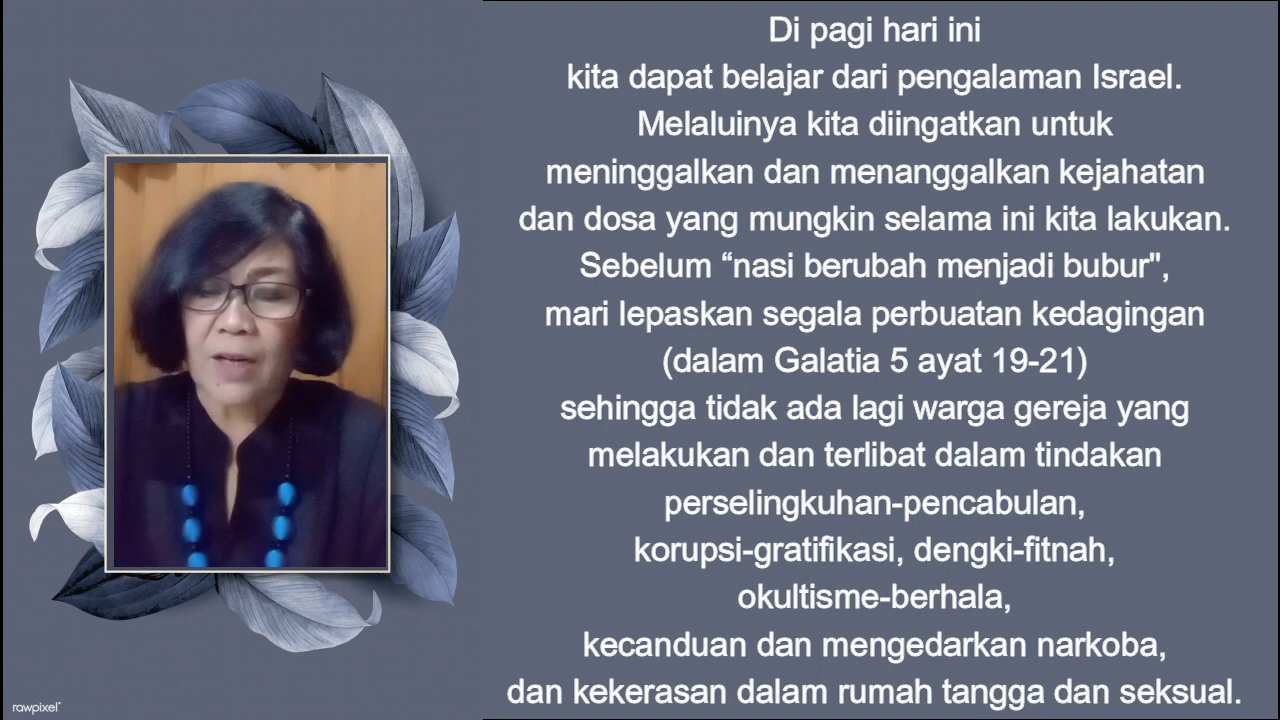 Di pagi hari ini
kita dapat belajar dari pengalaman Israel.
Melaluinya kita diingatkan untuk
meninggalkan dan menanggalkan kejahatan
dan dosa yang mungkin selama ini kita lakukan.
Sebelum “nasi berubah menjadi bubur",
mari lepaskan segala perbuatan kedagingan
(dalam Galatia 5 ayat 19-21)
sehingga tidak ada lagi warga gereja yang
melakukan dan terlibat dalam tindakan
perselingkuhan-pencabulan,
korupsi-gratifikasi, dengki-fitnah,
okultisme-berhala,
kecanduan dan mengedarkan narkoba,
dan kekerasan dalam rumah tangga dan seksual.
rawpixel